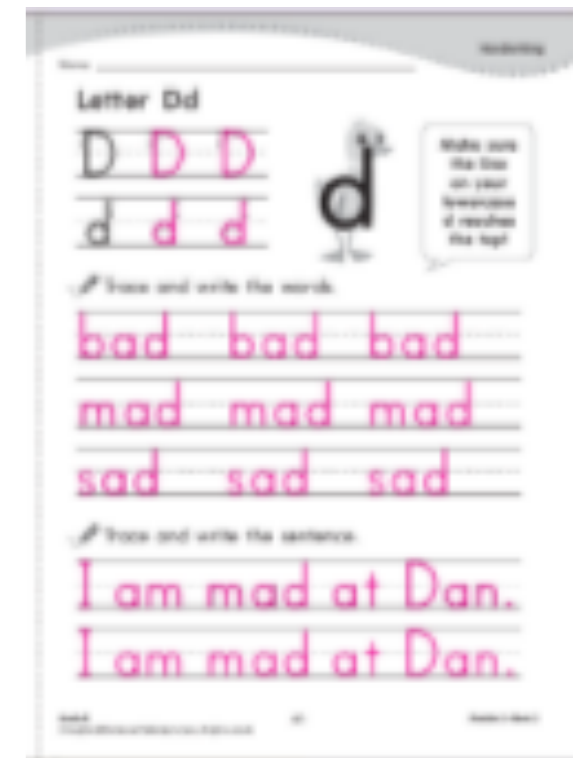 Handwriting
Name
Letter Dd
D D D
d d d
d
Make sure
the line
on your
lowercase
d reaches
the top!
Trace and write the words.
bad bad bad
mad mad mad
sad sad sad
Trace and write the sentence.
I am mad at Dan.
I am mad at Dan.